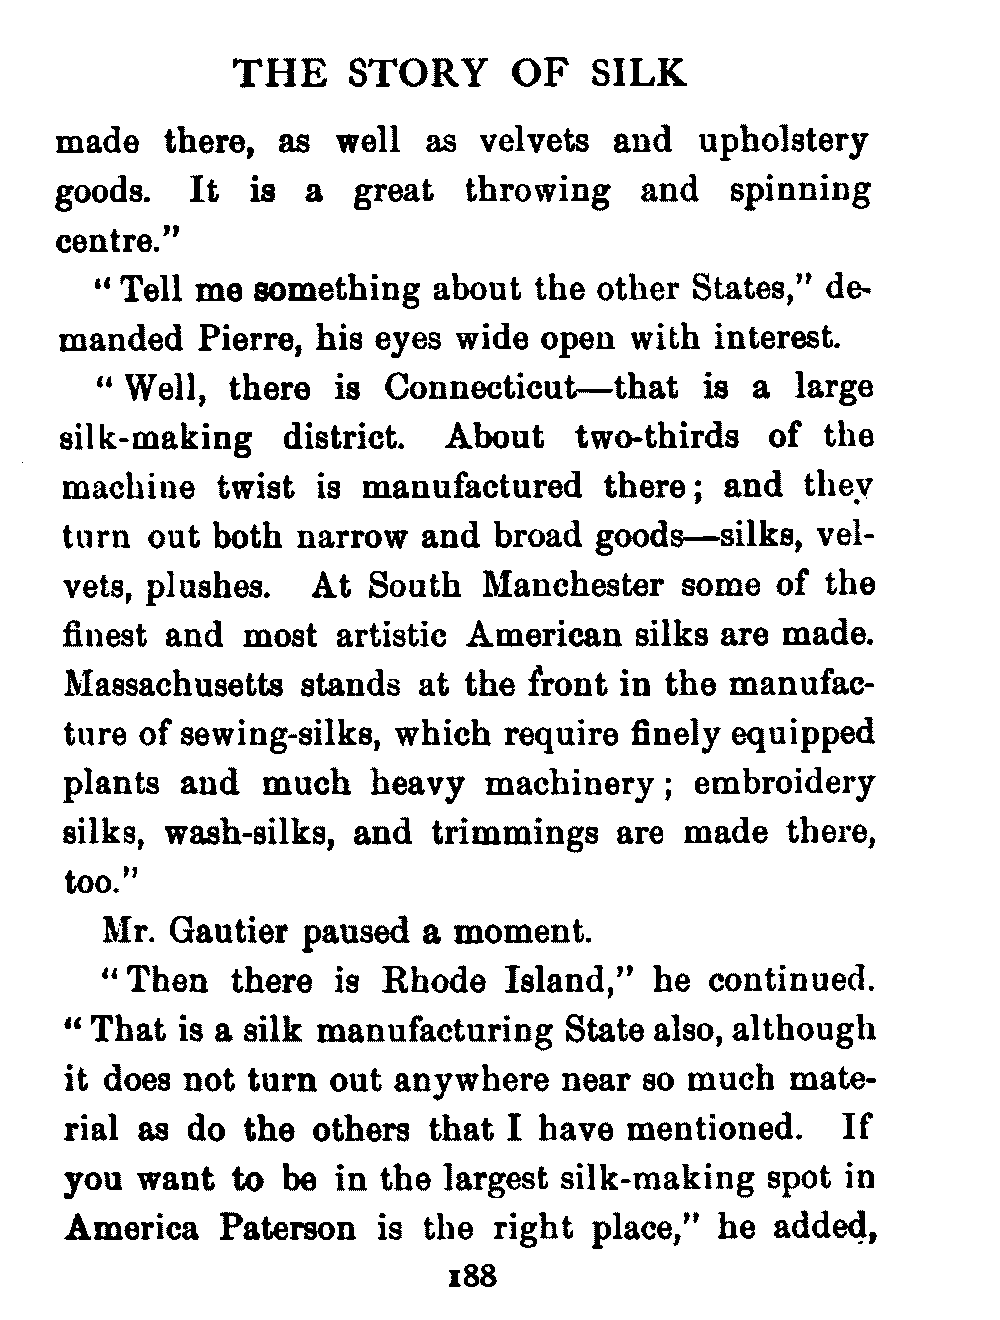 THE STORY OF SILK
made there, as well as velvets and upholstery
goods. It is a great throwing and spinning
centre."
"Tell me something about the other States," de-
manded Pierre, his eyes wide open with interest.
"Well, there is Connecticut—that is a large
silk-making district. About two-thirds of the
machine twist is manufactured there; and they
turn out both narrow and broad goods—silks, vel-
vets, plushes. At South Manchester some of the
finest and most artistic American silks are made.
Massachusetts stands at the front in the manufac-
ture of sewing-silks, which require finely equipped
plants and much heavy machinery; embroidery
silks, wash-silks, and trimmings are made there,
too."
Mr. Gautier paused a moment.
"Then there is Rhode Island," he continued.
"That is a silk manufacturing State also, although
it does not turn out anywhere near so much mate-
rial as do the others that I have mentioned. If
you want to be in the largest silk-making spot in
America Paterson is the right place," he added,
188